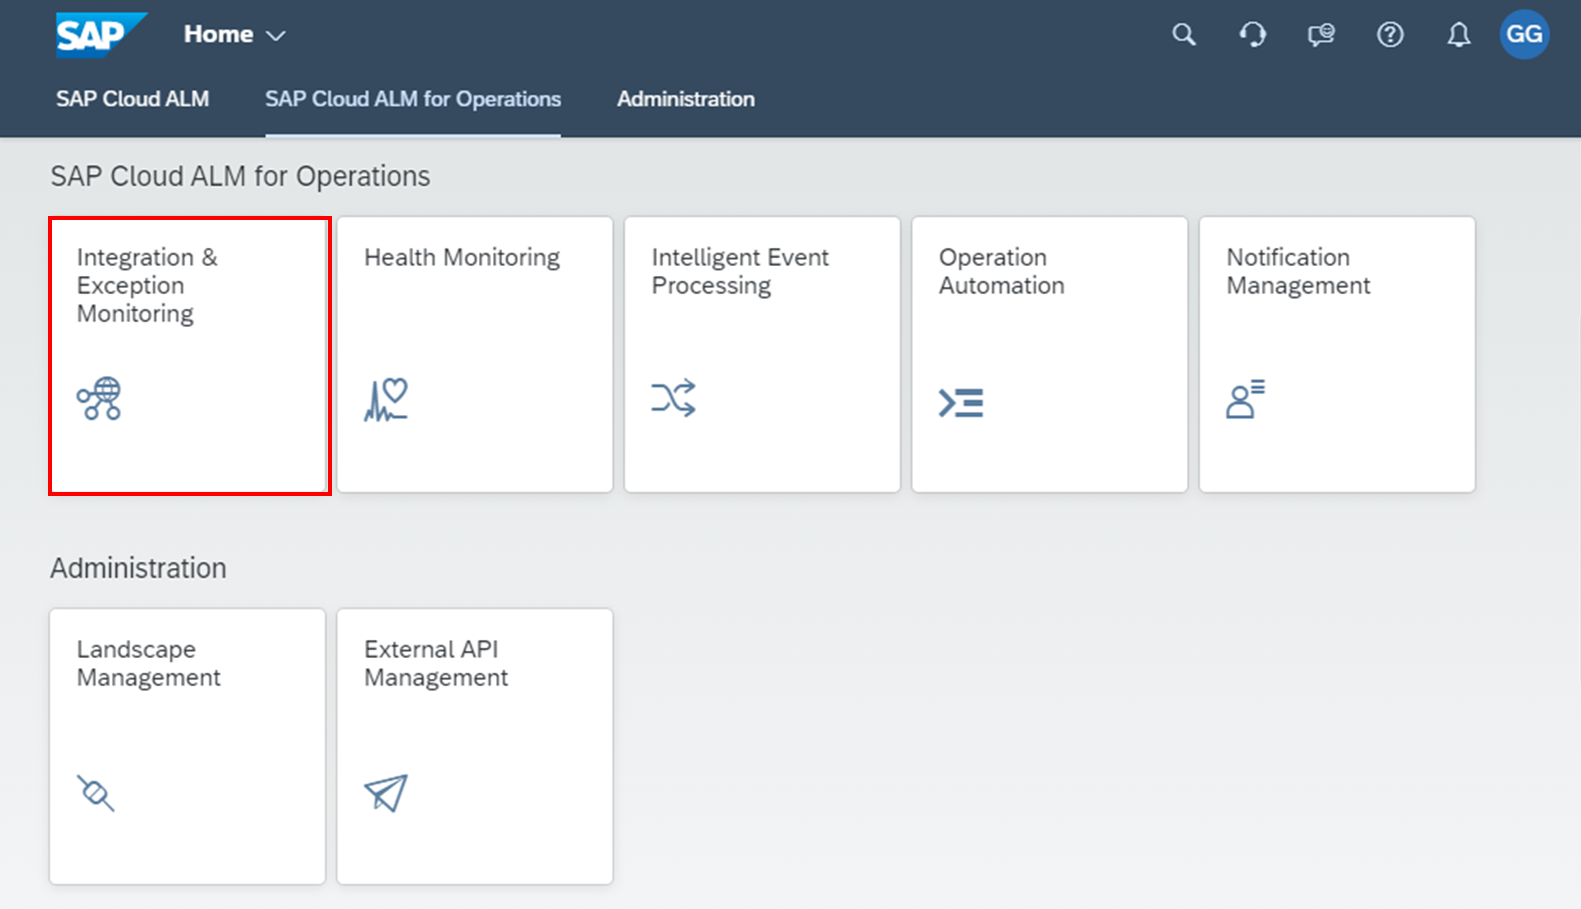 SAP
Home
GG
SAP Cloud ALM
SAP Cloud ALM for Operations
Administration
SAP Cloud ALM for Operations
Integration &
Exception
Monitoring
Health Monitoring
Intelligent Event
Processing
Operation
Automation
Notification
Management
Administration
Landscape
Management
External API
Management